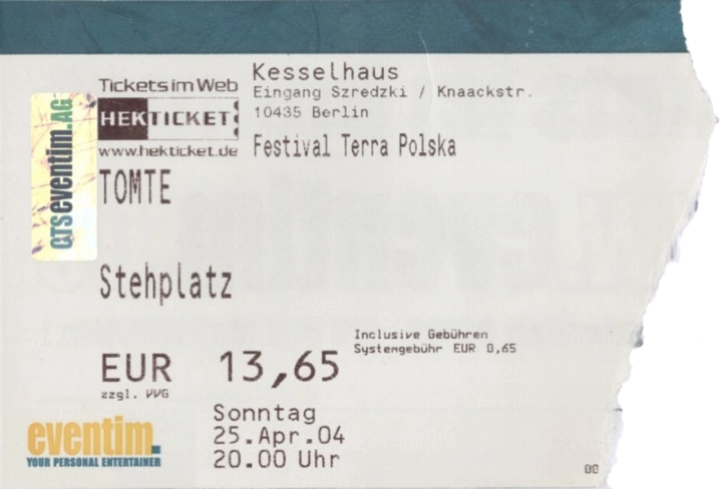 Kesselhaus
Eingang Szredzki / Knaackstr.
10435 Berlin
Festival Terra Polska
Tickets im Web
HEKTICKET
www.hekticket.de
CTSeventim.AG
TOMTE
Stehplatz
Inclusive Gebühren
Systemgebühr EUR 0,65
EUR 13,65
zzgl. VVG
Sonntag
25.Apr.04
20.00 Uhr
eventim.
YOUR PERSONAL ENTERTAINER
00